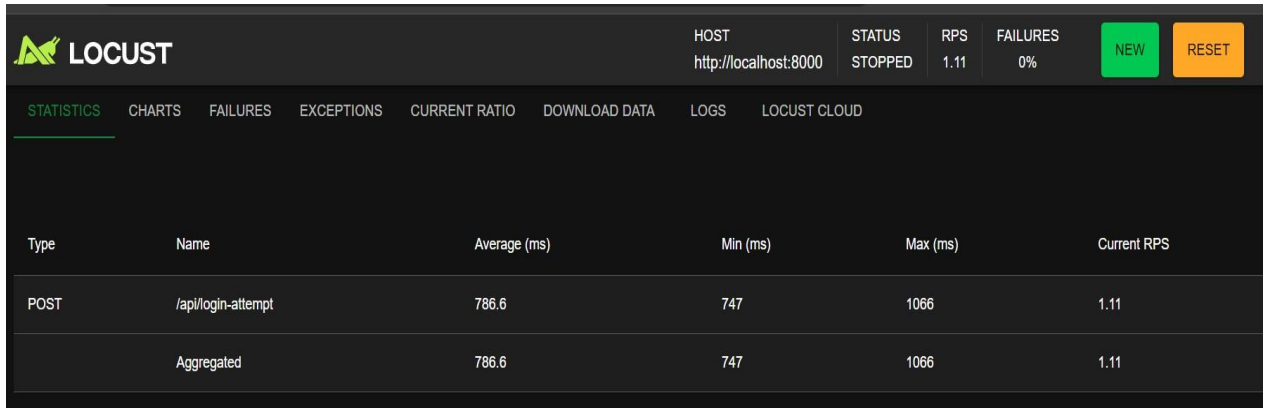 LOCUST
HOST STATUS RPS FAILURES
http://localhost:8000 STOPPED 1.11 0% NEW RESET
STATISTICS CHARTS FAILURES EXCEPTIONS CURRENT RATIO DOWNLOAD DATA LOGS LOCUST CLOUD
Type Name Average (ms) Min (ms) Max (ms) Current RPS
POST /api/login-attempt 786.6 747 1066 1.11
Aggregated 786.6 747 1066 1.11